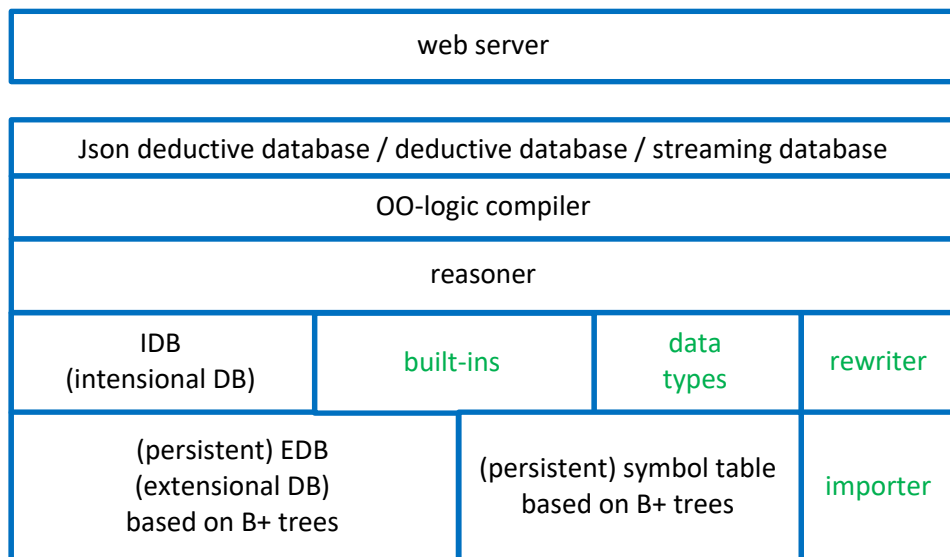 web server
Json deductive database / deductive database / streaming database
OO-logic compiler
reasoner
IDB
(intensional DB)
built-ins
data
types
rewriter
(persistent) EDB
(extensional DB)
based on B+ trees
(persistent) symbol table
based on B+ trees
importer